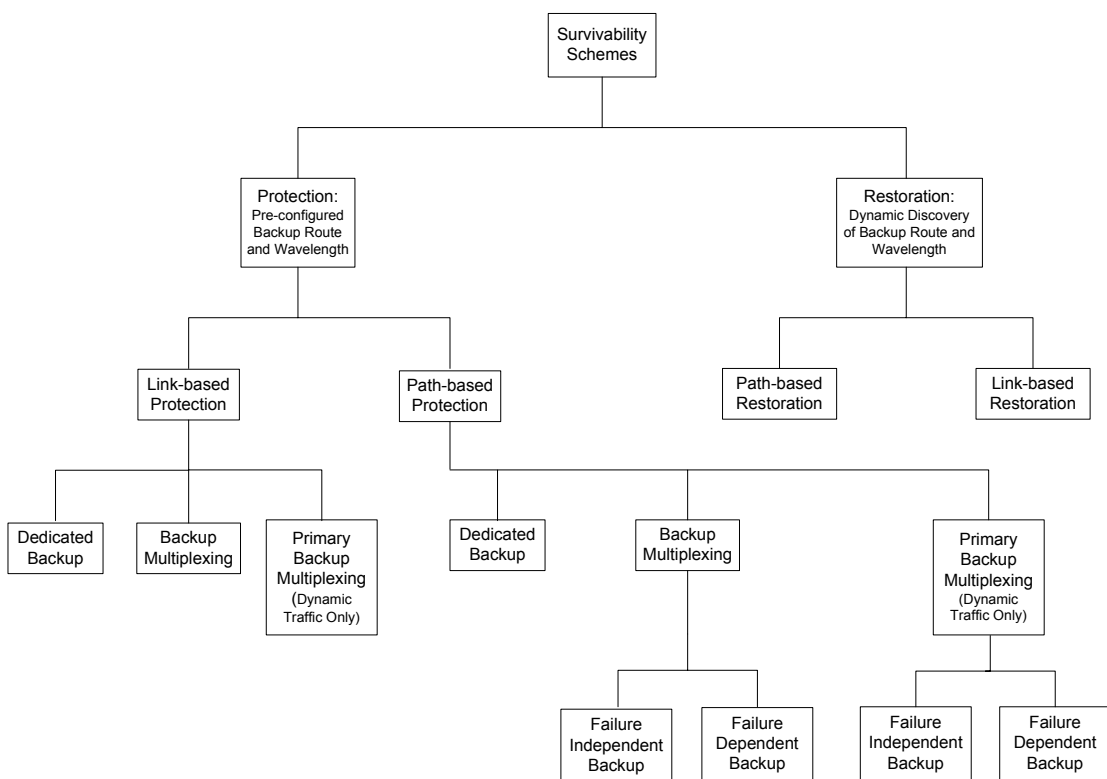 Survivability
Schemes
Protection:
Pre-configured
Backup Route
and Wavelength
Restoration:
Dynamic Discovery
of Backup Route and
Wavelength
Link-based
Protection
Path-based
Protection
Path-based
Restoration
Link-based
Restoration
Dedicated
Backup
Backup
Multiplexing
Primary
Backup
Multiplexing
(Dynamic
Traffic Only)
Dedicated
Backup
Backup
Multiplexing
Primary
Backup
Multiplexing
(Dynamic
Traffic Only)
Failure
Independent
Backup
Failure
Dependent
Backup
Failure
Independent
Backup
Failure
Dependent
Backup